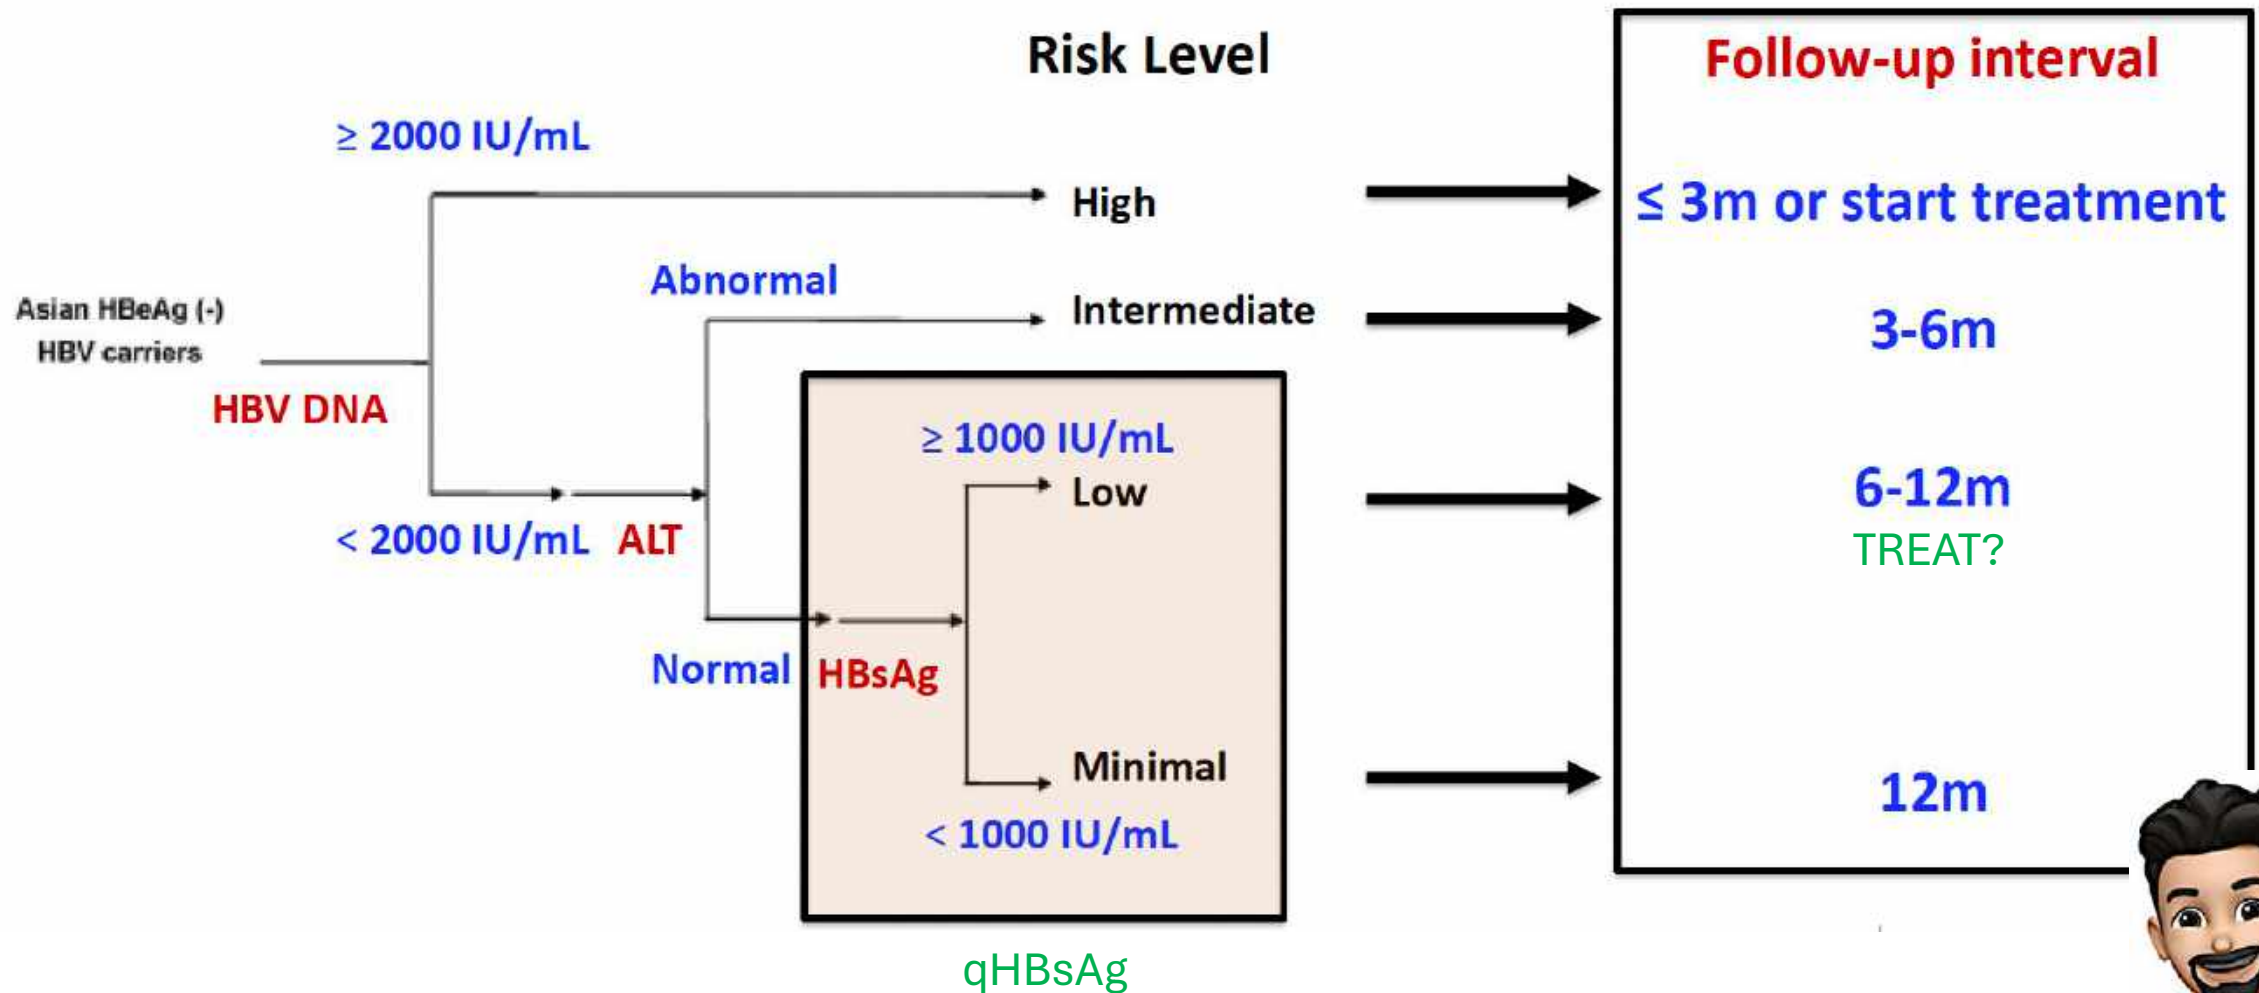 Risk Level
Follow-up interval
≥ 2000 IU/mL
High
≤ 3m or start treatment
Abnormal
Intermediate
3-6m
Asian HBeAg (-)
HBV carriers
HBV DNA
≥ 1000 IU/mL
Low
6-12m
TREAT?
< 2000 IU/mL ALT
Normal
HBsAg
Minimal
12m
< 1000 IU/mL
qHBsAg